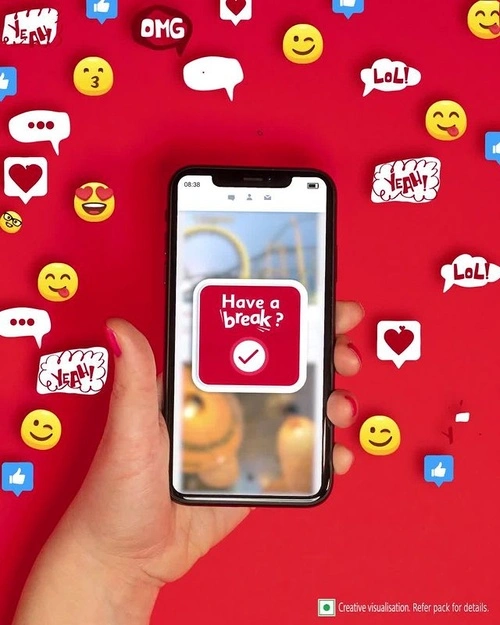 YEAH!
OMG
LOL!
YEAH!
08:38
LOL!
Have a
break?
YEAH!
Creative visualisation. Refer pack for details.